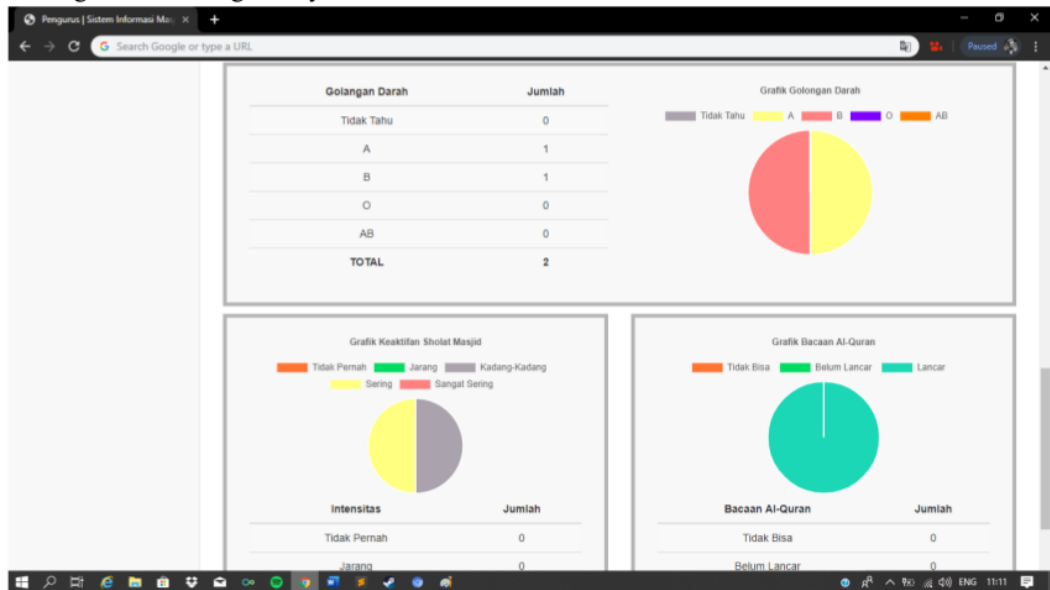 Pengurus | Sistem Informasi Ma
Search Google or type a URL
Paused
Golangan Darah Jumlah
Tidak Tahu 0
A 1
B 1
O 0
AB 0
TOTAL 2
Grafik Golongan Darah
Tidak Tahu A B O AB
Grafik Keaktifan Sholat Masjid
Tidak Pernah Jarang Kadang-Kadang
Sering Sangat Sering
Intensitas Jumlah
Tidak Pernah 0
Jarang 0
Grafik Bacaan Al-Quran
Tidak Bisa Belum Lancar Lancar
Bacaan Al-Quran Jumlah
Tidak Bisa 0
Belum Lancar 0
ENG 11:11